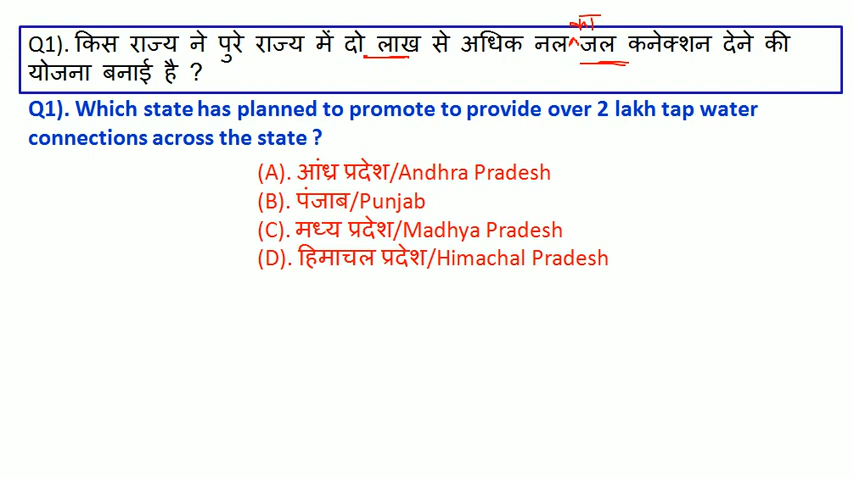 का
Q1). किस राज्य ने पुरे राज्य में दो लाख से अधिक नल जल कनेक्शन देने की
योजना बनाई है ?
Q1). Which state has planned to promote to provide over 2 lakh tap water
connections across the state ?
(A). आंध्र प्रदेश/Andhra Pradesh
(B). पंजाब/Punjab
(C). मध्य प्रदेश/Madhya Pradesh
(D). हिमाचल प्रदेश/Himachal Pradesh